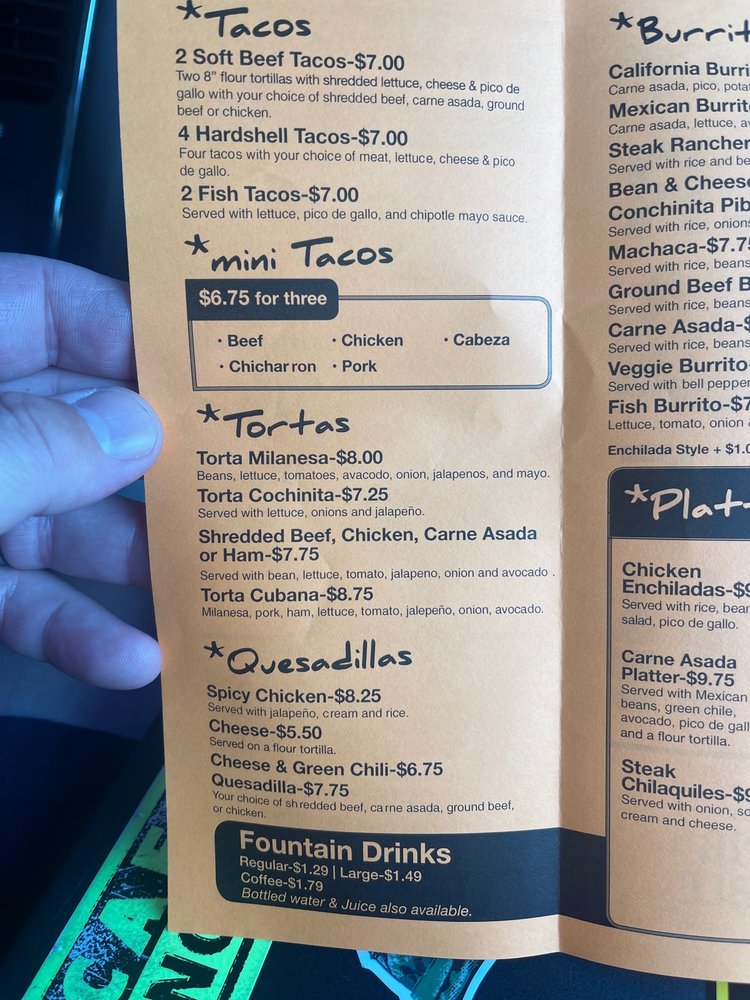 *Tacos
2 Soft Beef Tacos-$7.00
Two 8" flour tortillas with shredded lettuce, cheese & pico de
gallo with your choice of shredded beef, carne asada, ground
beef or chicken.
4 Hardshell Tacos-$7.00
Four tacos with your choice of meat, lettuce, cheese & pico
de gallo.
2 Fish Tacos-$7.00
Served with lettuce, pico de gallo, and chipotle mayo sauce.
*mini Tacos
$6.75 for three
· Beef · Chicken · Cabeza
· Chicharron · Pork
*Tortas
Torta Milanesa-$8.00
Beans, lettuce, tomatoes, avacodo, onion, jalapenos, and mayo.
Torta Cochinita-$7.25
Served with lettuce, onions and jalapeño.
Shredded Beef, Chicken, Carne Asada
or Ham-$7.75
Served with bean, lettuce, tomato, jalapeno, onion and avocado .
Torta Cubana-$8.75
Milanesa, pork, ham, lettuce, tomato, jalepeño, onion, avocado.
*Quesadillas
Spicy Chicken-$8.25
Served with jalapeño, cream and rice.
Cheese-$5.50
Served on a flour tortilla.
Cheese & Green Chili-$6.75
Quesadilla-$7.75
Your choice of shredded beef, carne asada, ground beef,
or chicken.
Fountain Drinks
Regular-$1.29 | Large-$1.49
Coffee-$1.79
Bottled water & Juice also available.
*Burrit
California Burri
Carne asada, pico, pota
Mexican Burrit
Carne asada, lettuce, av
Steak Rancher
Served with rice and be
Bean & Cheese
Conchinita Pib
Served with rice, onions
Machaca-$7.75
Served with rice, beans
Ground Beef B
Served with rice, beans
Carne Asada-$
Served with rice, beans
Veggie Burrito-
Served with bell pepper
Fish Burrito-$7
Lettuce, tomato, onion &
Enchilada Style + $1.0
*Platt
Chicken
Enchiladas-$9
Served with rice, bean
salad, pico de gallo.
Carne Asada
Platter-$9.75
Served with Mexican
beans, green chile,
avocado, pico de gall
and a flour tortilla.
Steak
Chilaquiles-$9
Served with onion, so
cream and cheese.